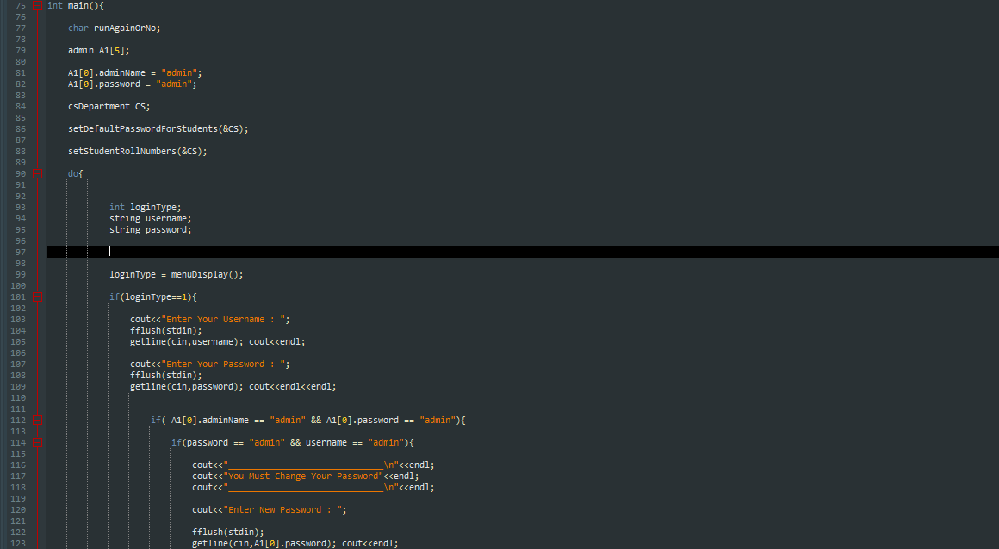 75 int main(){
76
77 char runAgainOrNo;
78
79 admin A1[5];
80
81 A1[0].adminName = "admin";
82 A1[0].password = "admin";
83
84 csDepartment CS;
85
86 setDefaultPasswordForStudents(&CS);
87
88 setStudentRollNumbers(&CS);
89
90 do{
91
92
93 int loginType;
94 string username;
95 string password;
96
97
98
99 loginType = menuDisplay();
100
101 if(loginType==1){
102
103 cout<<"Enter Your Username : ";
104 fflush(stdin);
105 getline(cin,username); cout<<endl;
106
107 cout<<"Enter Your Password : ";
108 fflush(stdin);
109 getline(cin,password); cout<<endl<<endl;
110
111
112 if( A1[0].adminName == "admin" && A1[0].password == "admin"){
113
114 if(password == "admin" && username == "admin"){
115
116 cout<<"______________________________\n"<<endl;
117 cout<<"You Must Change Your Password"<<endl;
118 cout<<"______________________________\n"<<endl;
119
120 cout<<"Enter New Password : ";
121
122 fflush(stdin);
123 getline(cin,A1[0].password); cout<<endl;